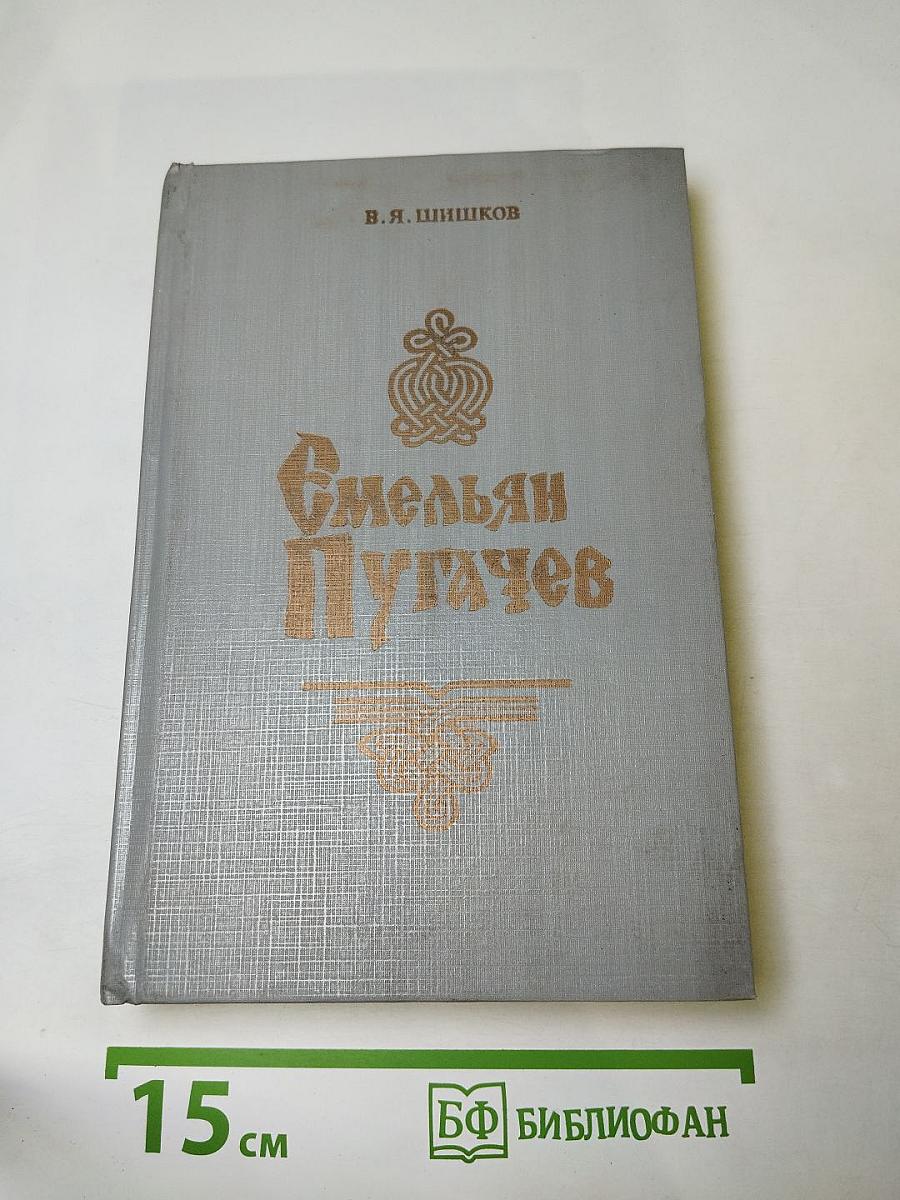 В.Я.ШИШКОВ
Емельян
Пугачев
15 см
БФ БИБЛИОФАН